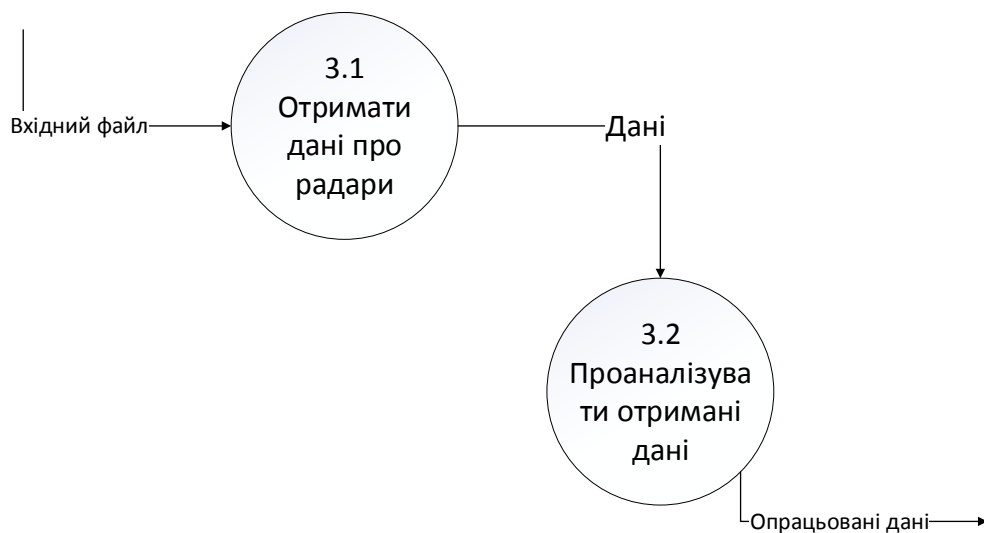 3.1
Отримати
дані про
радари
Вхідний файл
Дані
3.2
Проаналізува
ти отримані
дані
Опрацьовані дані